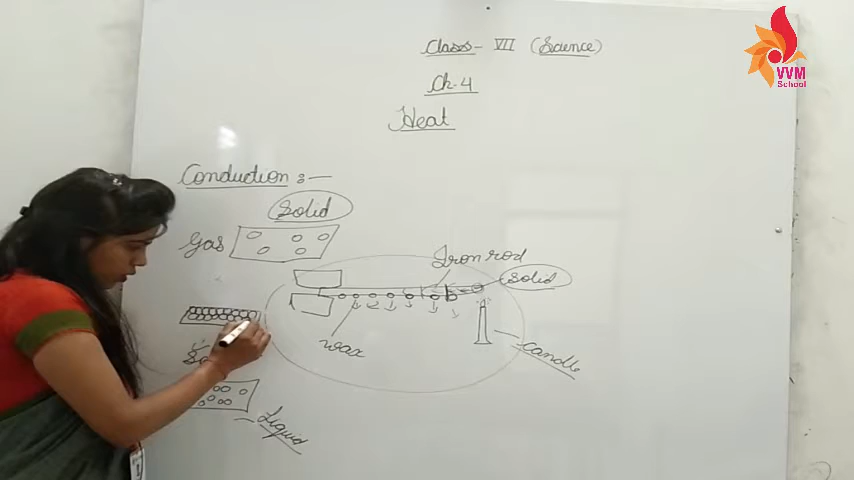 Class- VII (Science)
Ch-4
Heat
VVM
School
Conduction :-
Solid
Gas
Iron rod
Solid
wax
candle
Liquid